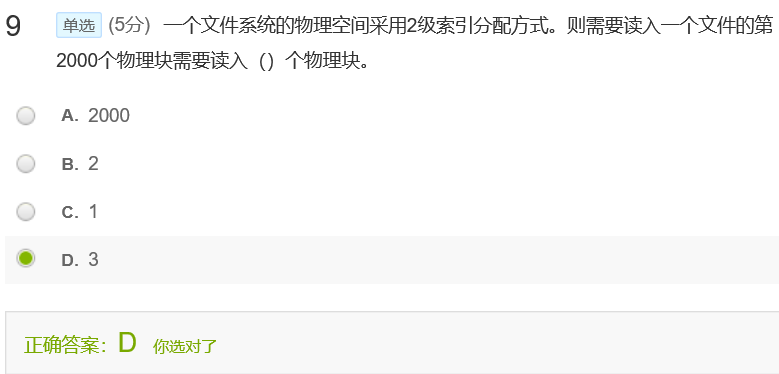 9 单选 (5分) 一个文件系统的物理空间采用2级索引分配方式。则需要读入一个文件的第
2000个物理块需要读入（）个物理块。
A. 2000
B. 2
C. 1
D. 3
正确答案：D 你选对了